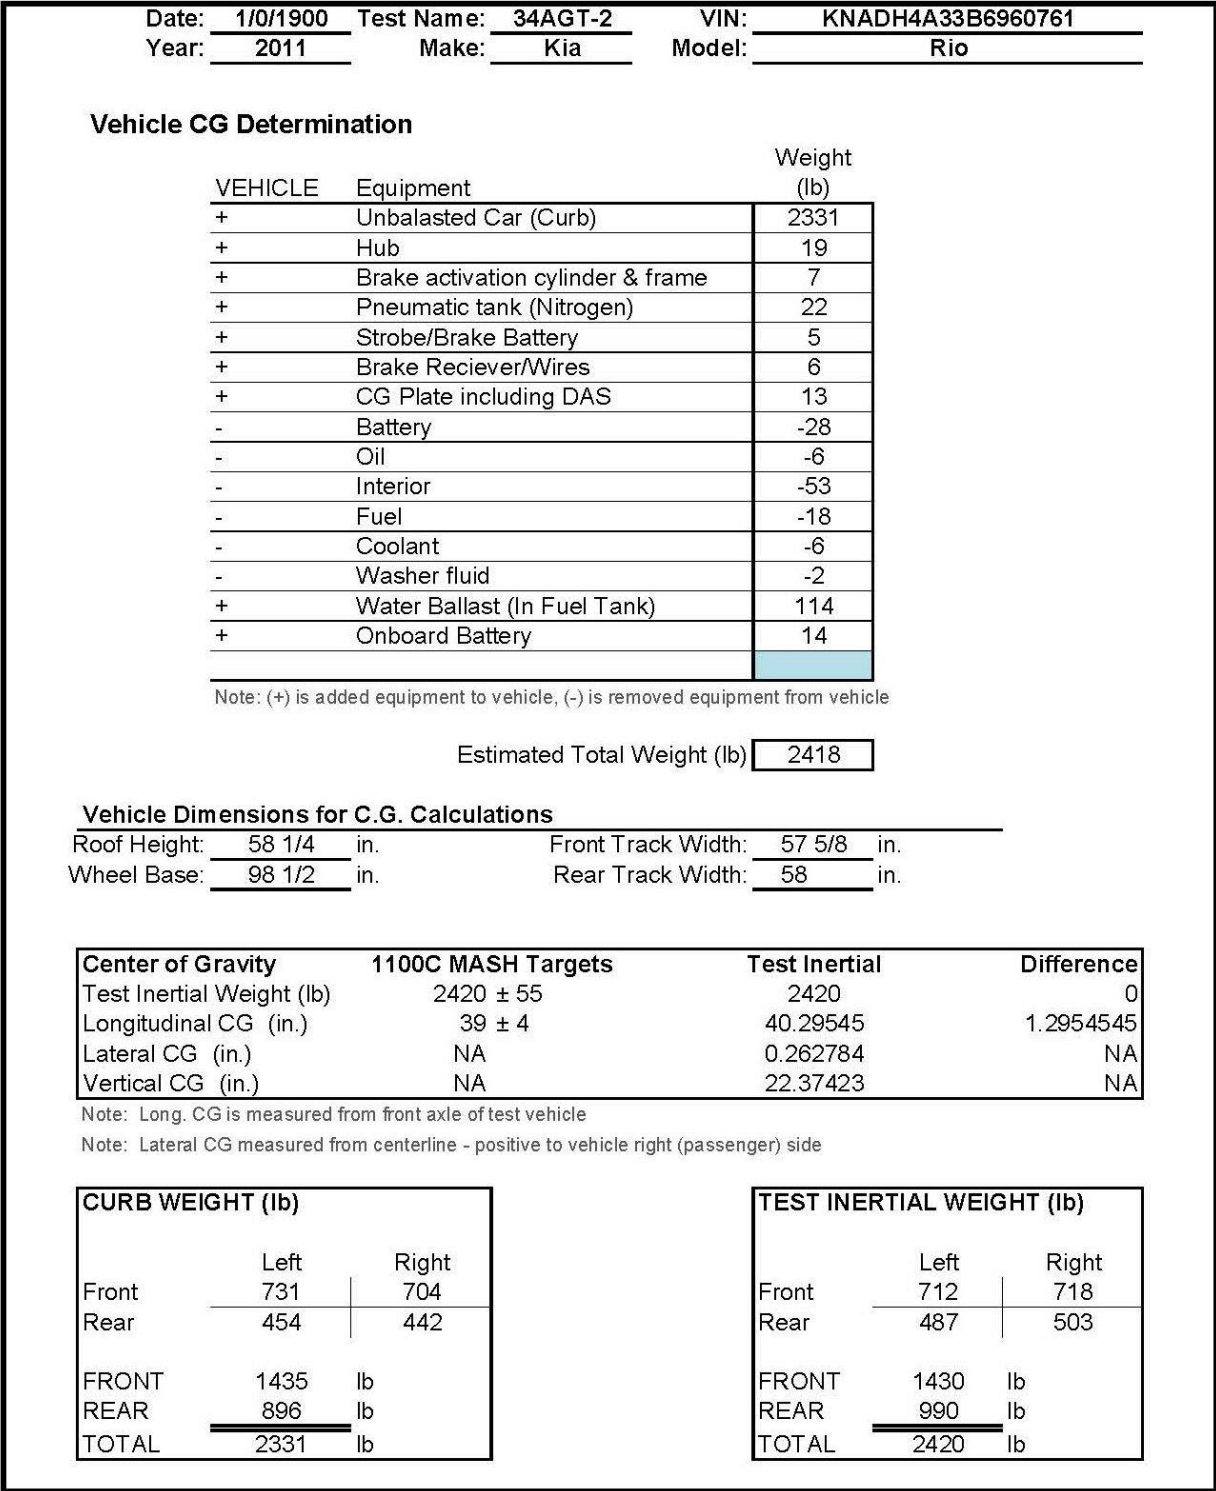 Date: 1/0/1900 Test Name: 34AGT-2 VIN: KNADH4A33B6960761
Year: 2011 Make: Kia Model: Rio
Vehicle CG Determination
Weight
VEHICLE Equipment (lb)
+ Unbalasted Car (Curb) 2331
+ Hub 19
+ Brake activation cylinder & frame 7
+ Pneumatic tank (Nitrogen) 22
+ Strobe/Brake Battery 5
+ Brake Reciever/Wires 6
+ CG Plate including DAS 13
- Battery -28
- Oil -6
- Interior -53
- Fuel -18
- Coolant -6
- Washer fluid -2
+ Water Ballast (In Fuel Tank) 114
+ Onboard Battery 14
Note: (+) is added equipment to vehicle, (-) is removed equipment from vehicle
Estimated Total Weight (lb) 2418
Vehicle Dimensions for C.G. Calculations
Roof Height: 58 1/4 in. Front Track Width: 57 5/8 in.
Wheel Base: 98 1/2 in. Rear Track Width: 58 in.
Center of Gravity 1100C MASH Targets Test Inertial Difference
Test Inertial Weight (lb) 2420 ± 55 2420 0
Longitudinal CG (in.) 39 ± 4 40.29545 1.2954545
Lateral CG (in.) NA 0.262784 NA
Vertical CG (in.) NA 22.37423 NA
Note: Long. CG is measured from front axle of test vehicle
Note: Lateral CG measured from centerline - positive to vehicle right (passenger) side
CURB WEIGHT (lb) TEST INERTIAL WEIGHT (lb)
Left Right Left Right
Front 731 704 Front 712 718
Rear 454 442 Rear 487 503
FRONT 1435 lb FRONT 1430 lb
REAR 896 lb REAR 990 lb
TOTAL 2331 lb TOTAL 2420 lb